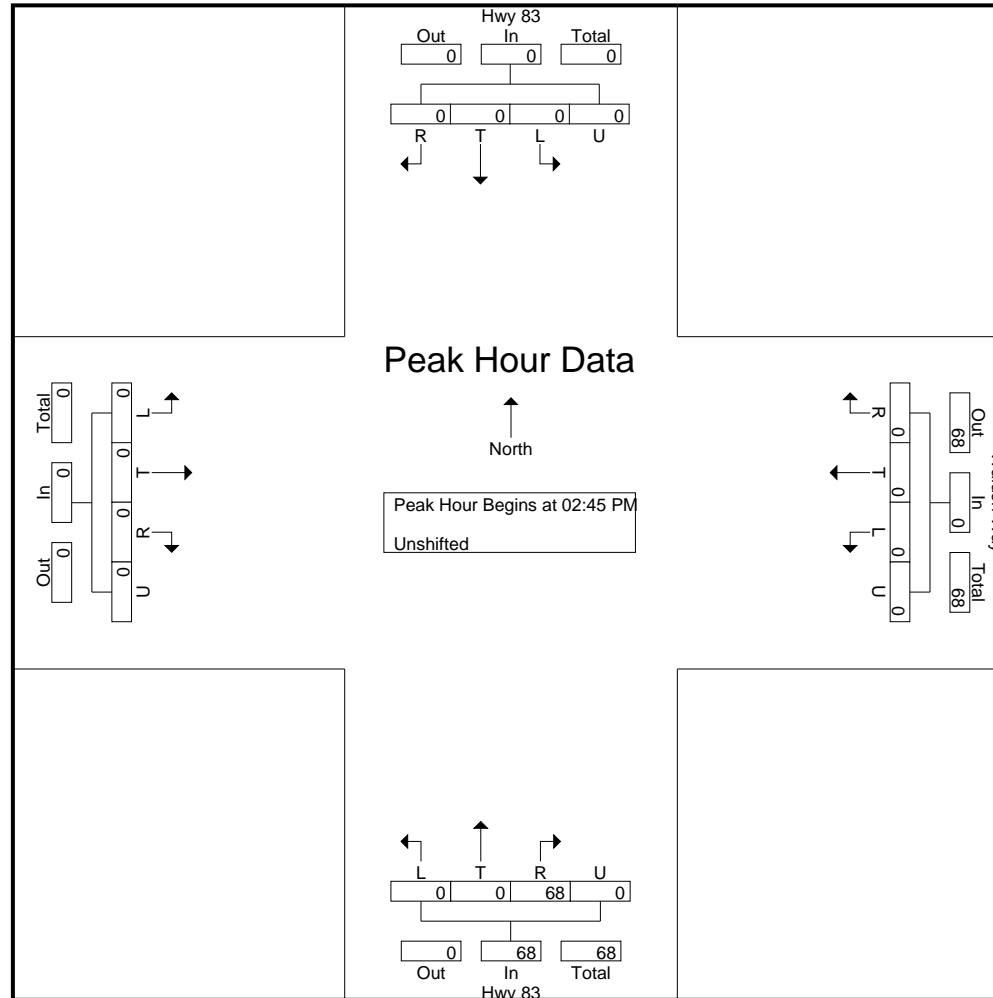 Hwy 83
Out In Total
0 0 0
0 0 0 0
R T L U
Peak Hour Data
North
Peak Hour Begins at 02:45 PM
Unshifted
Total In Out
0 0 0
0 0 0 0
L T R U
R T L U
0 0 0 0
Out In Total
68 0 68
L T R U
0 0 68 0
0 68 68
Out In Total
Hwy 83